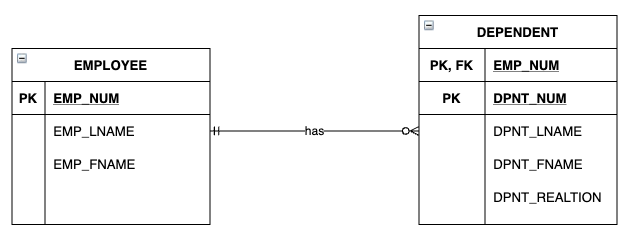 EMPLOYEE
PK EMP_NUM
EMP_LNAME
EMP_FNAME
has
DEPENDENT
PK, FK EMP_NUM
PK DPNT_NUM
DPNT_LNAME
DPNT_FNAME
DPNT_REALTION